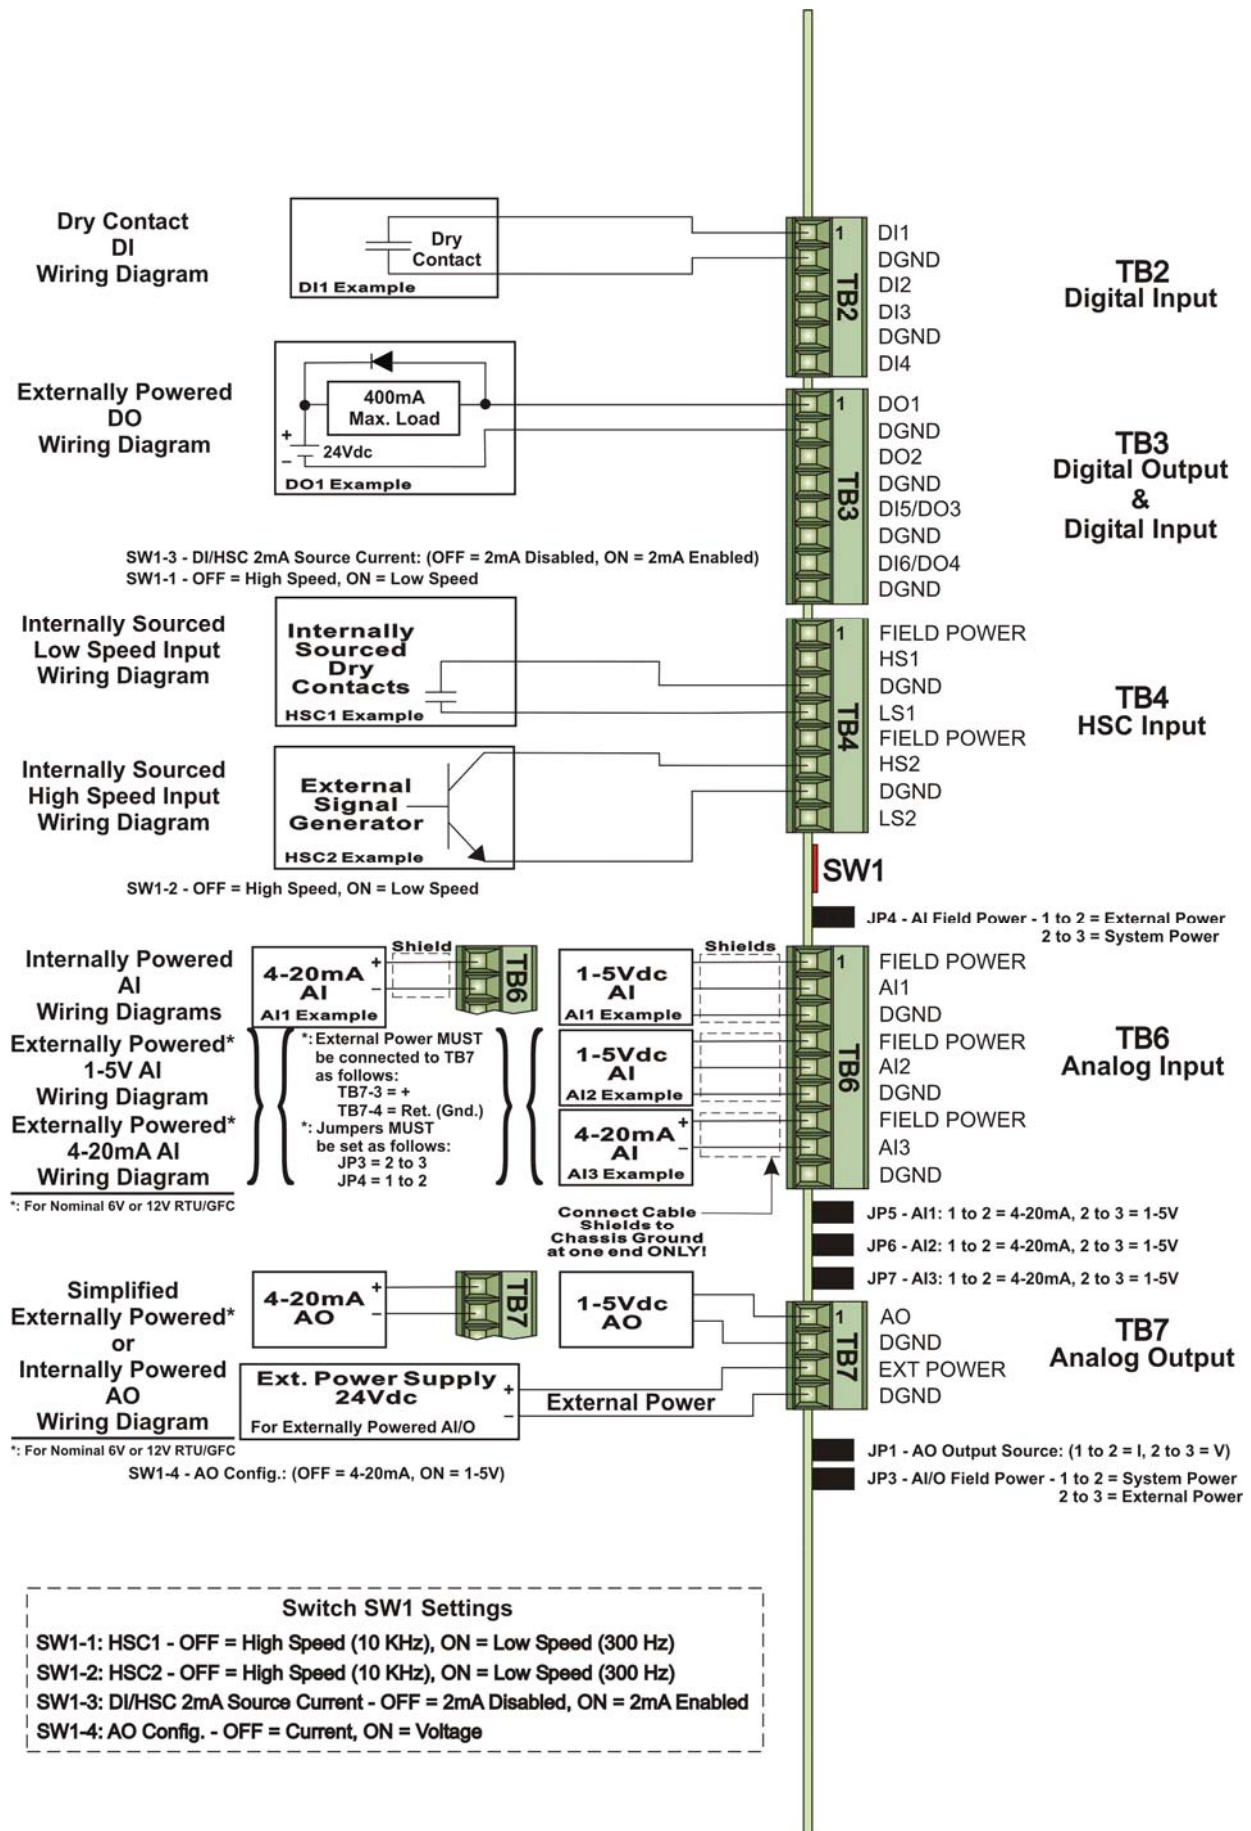 Dry Contact
DI
Wiring Diagram
Dry
Contact
DI1 Example
1
TB2
DI1
DGND
DI2
DI3
DGND
DI4
TB2
Digital Input
Externally Powered
DO
Wiring Diagram
400mA
Max. Load
+
24Vdc
–
DO1 Example
1
TB3
DO1
DGND
DO2
DGND
DI5/DO3
DGND
DI6/DO4
DGND
TB3
Digital Output
&
Digital Input
SW1-3 - DI/HSC 2mA Source Current: (OFF = 2mA Disabled, ON = 2mA Enabled)
SW1-1 - OFF = High Speed, ON = Low Speed
Internally Sourced
Low Speed Input
Wiring Diagram
Internally
Sourced
Dry
Contacts
HSC1 Example
1
TB4
FIELD POWER
HS1
DGND
LS1
FIELD POWER
HS2
DGND
LS2
TB4
HSC Input
Internally Sourced
High Speed Input
Wiring Diagram
External
Signal
Generator
HSC2 Example
SW1-2 - OFF = High Speed, ON = Low Speed
SW1
JP4 - AI Field Power - 1 to 2 = External Power
2 to 3 = System Power
Internally Powered
AI
Wiring Diagrams
4-20mA
AI
+
–
AI1 Example
Shield
TB6
1-5Vdc
AI
AI1 Example
Shields
1
TB6
FIELD POWER
AI1
DGND
FIELD POWER
AI2
DGND
FIELD POWER
AI3
DGND
TB6
Analog Input
Externally Powered*
1-5V AI
Wiring Diagram
Externally Powered*
4-20mA AI
Wiring Diagram
*: For Nominal 6V or 12V RTU/GFC
*: External Power MUST
be connected to TB7
as follows:
TB7-3 = +
TB7-4 = Ret. (Gnd.)
*: Jumpers MUST
be set as follows:
JP3 = 2 to 3
JP4 = 1 to 2
1-5Vdc
AI
AI2 Example
4-20mA
AI
+
–
AI3 Example
Connect Cable
Shields to
Chassis Ground
at one end ONLY!
JP5 - AI1: 1 to 2 = 4-20mA, 2 to 3 = 1-5V
JP6 - AI2: 1 to 2 = 4-20mA, 2 to 3 = 1-5V
JP7 - AI3: 1 to 2 = 4-20mA, 2 to 3 = 1-5V
Simplified
Externally Powered*
or
Internally Powered
AO
Wiring Diagram
*: For Nominal 6V or 12V RTU/GFC
4-20mA
AO
+
–
TB7
1-5Vdc
AO
1
TB7
AO
DGND
EXT POWER
DGND
TB7
Analog Output
Ext. Power Supply
24Vdc
For Externally Powered AI/O
+
–
External Power
SW1-4 - AO Config.: (OFF = 4-20mA, ON = 1-5V)
JP1 - AO Output Source: (1 to 2 = I, 2 to 3 = V)
JP3 - AI/O Field Power - 1 to 2 = System Power
2 to 3 = External Power
Switch SW1 Settings
SW1-1: HSC1 - OFF = High Speed (10 KHz), ON = Low Speed (300 Hz)
SW1-2: HSC2 - OFF = High Speed (10 KHz), ON = Low Speed (300 Hz)
SW1-3: DI/HSC 2mA Source Current - OFF = 2mA Disabled, ON = 2mA Enabled
SW1-4: AO Config. - OFF = Current, ON = Voltage